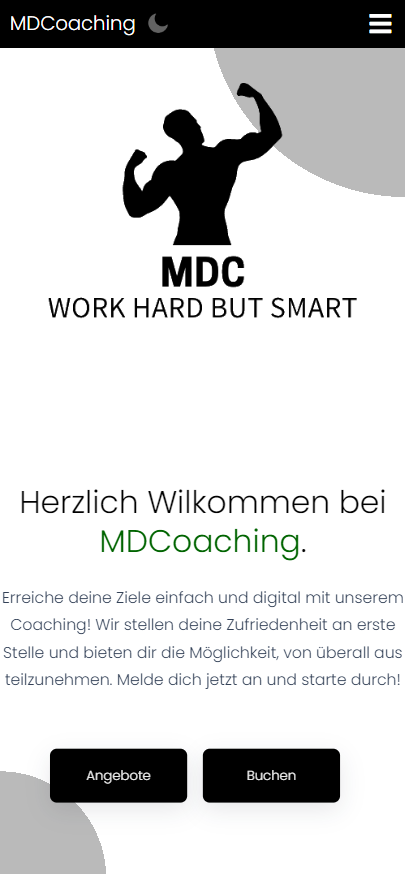 MDCoaching
MDC
WORK HARD BUT SMART
Herzlich Wilkommen bei
MDCoaching.
Erreiche deine Ziele einfach und digital mit unserem
Coaching! Wir stellen deine Zufriedenheit an erste
Stelle und bieten dir die Möglichkeit, von überall aus
teilzunehmen. Melde dich jetzt an und starte durch!
Angebote Buchen